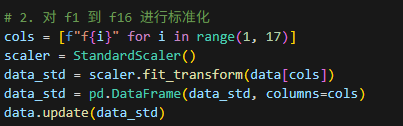 # 2. 对 f1 到 f16 进行标准化
cols = [f"f{i}" for i in range(1, 17)]
scaler = StandardScaler()
data_std = scaler.fit_transform(data[cols])
data_std = pd.DataFrame(data_std, columns=cols)
data.update(data_std)